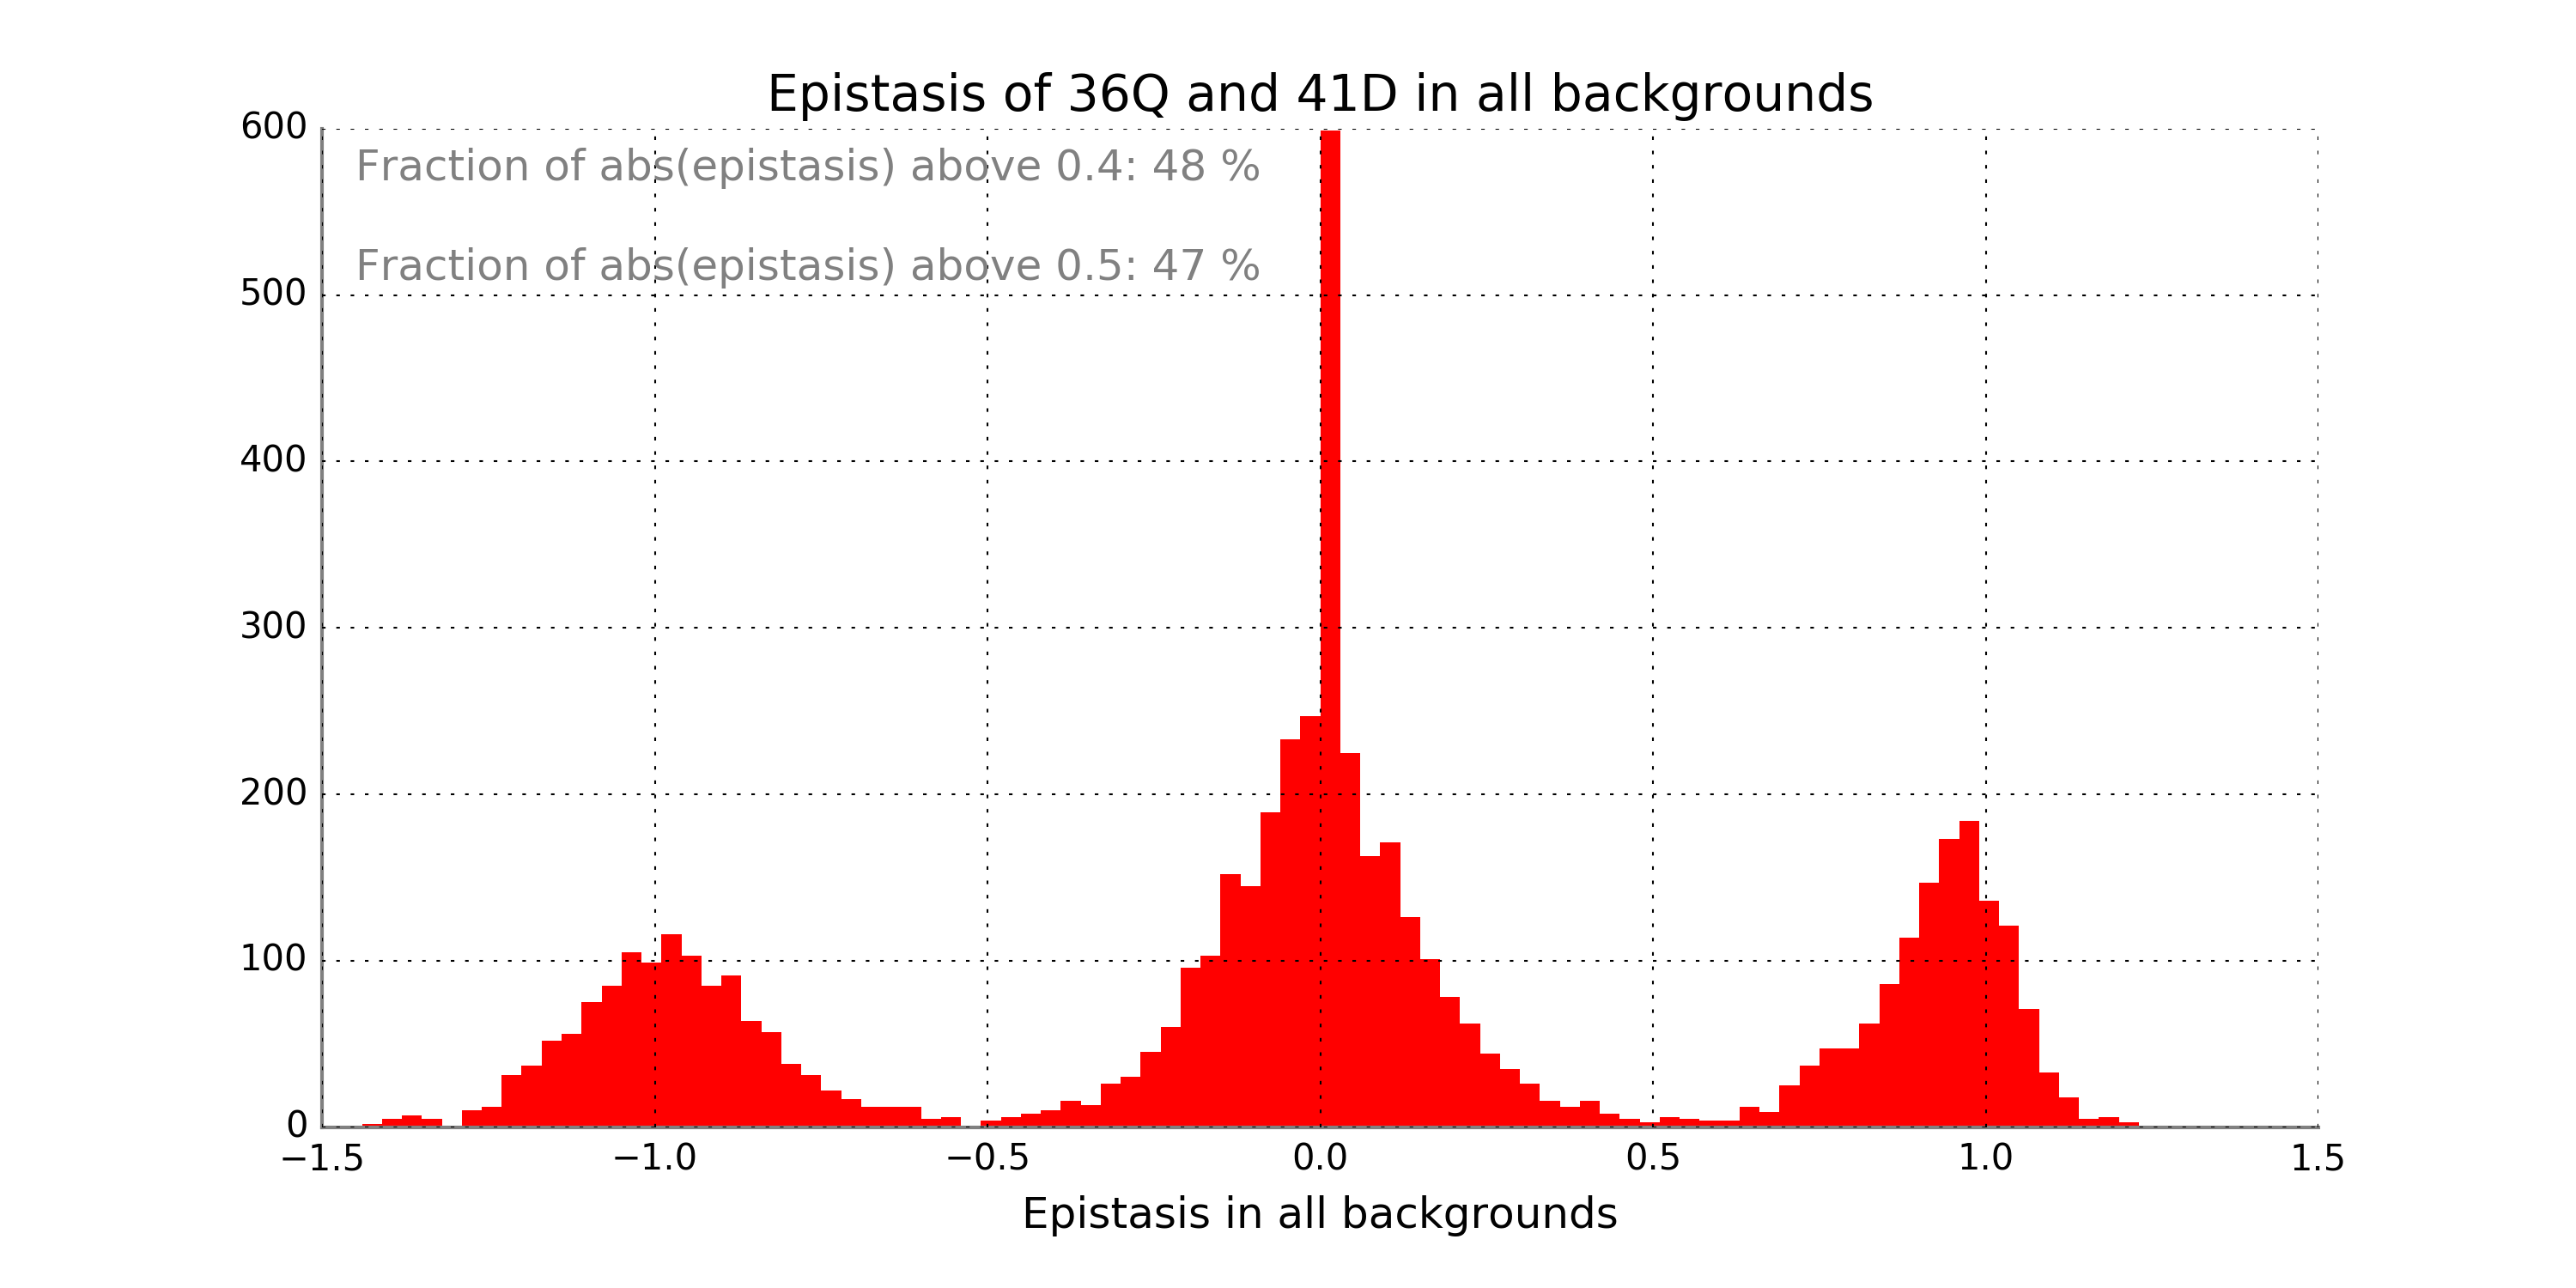 Epistasis of 36Q and 41D in all backgrounds
600
Fraction of abs(epistasis) above 0.4: 48 %
Fraction of abs(epistasis) above 0.5: 47 %
500
400
300
200
100
0
−1.5 −1.0 −0.5 0.0 0.5 1.0 1.5
Epistasis in all backgrounds